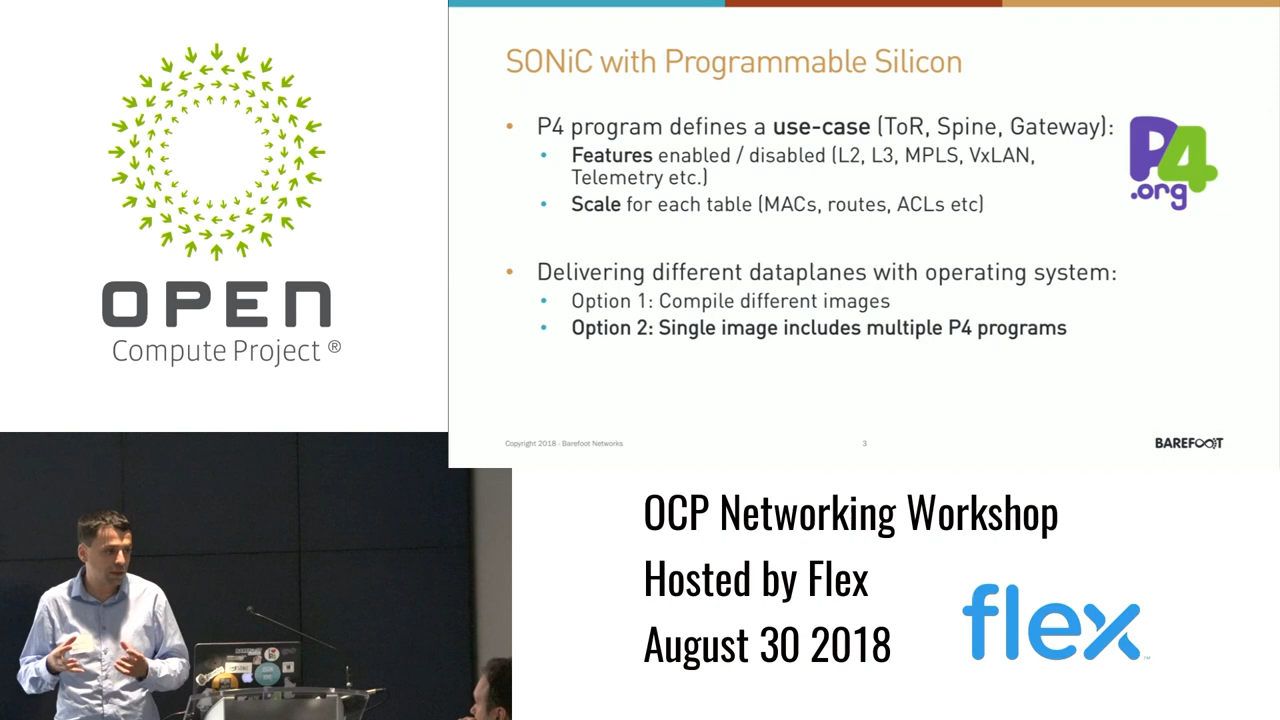 OPEN
Compute Project ®
SONiC with Programmable Silicon
• P4 program defines a use-case (ToR, Spine, Gateway):
• Features enabled / disabled (L2, L3, MPLS, VxLAN,
Telemetry etc.)
• Scale for each table (MACs, routes, ACLs etc)
P4
.org
• Delivering different dataplanes with operating system:
• Option 1: Compile different images
• Option 2: Single image includes multiple P4 programs
Copyright 2018 - Barefoot Networks
3
BAREFOOT
OCP Networking Workshop
Hosted by Flex
August 30 2018
flex